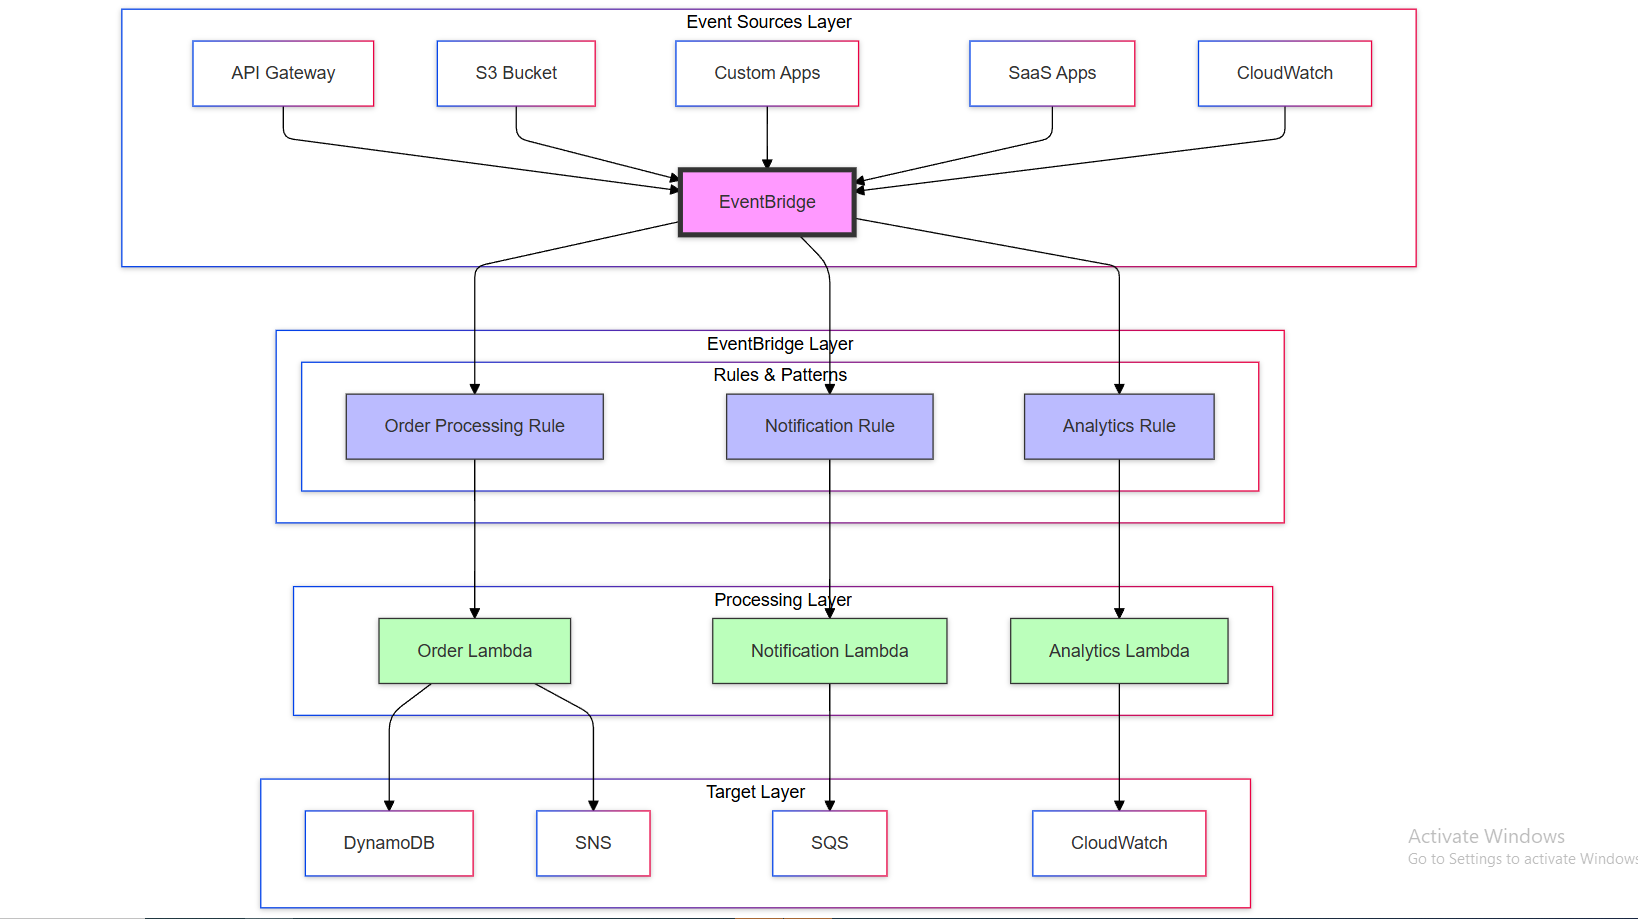 Event Sources Layer
API Gateway
S3 Bucket
Custom Apps
SaaS Apps
CloudWatch
EventBridge
EventBridge Layer
Rules & Patterns
Order Processing Rule
Notification Rule
Analytics Rule
Processing Layer
Order Lambda
Notification Lambda
Analytics Lambda
Target Layer
DynamoDB
SNS
SQS
CloudWatch
Activate Windows
Go to Settings to activate Windows